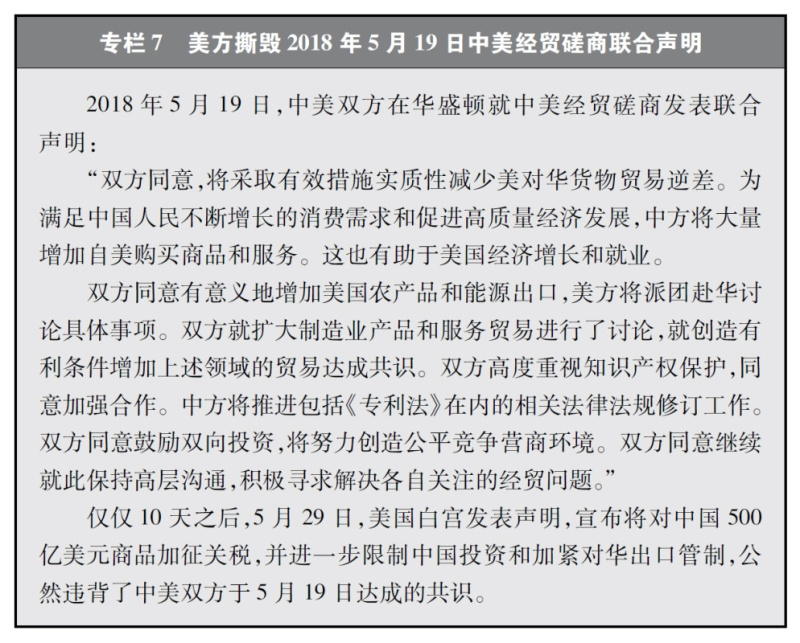 专栏 7　美方撕毁 2018 年 5 月 19 日中美经贸磋商联合声明
2018 年 5 月 19 日，中美双方在华盛顿就中美经贸磋商发表联合
声明：
“双方同意，将采取有效措施实质性减少美对华货物贸易逆差。为
满足中国人民不断增长的消费需求和促进高质量经济发展，中方将大量
增加自美购买商品和服务。这也有助于美国经济增长和就业。
双方同意有意义地增加美国农产品和能源出口，美方将派团赴华讨
论具体事项。双方就扩大制造业产品和服务贸易进行了讨论，就创造有
利条件增加上述领域的贸易达成共识。双方高度重视知识产权保护，同
意加强合作。中方将推进包括《专利法》在内的相关法律法规修订工作。
双方同意鼓励双向投资，将努力创造公平竞争营商环境。双方同意继续
就此保持高层沟通，积极寻求解决各自关注的经贸问题。”
仅仅 10 天之后，5 月 29 日，美国白宫发表声明，宣布将对中国 500
亿美元商品加征关税，并进一步限制中国投资和加紧对华出口管制，公
然违背了中美双方于 5 月 19 日达成的共识。